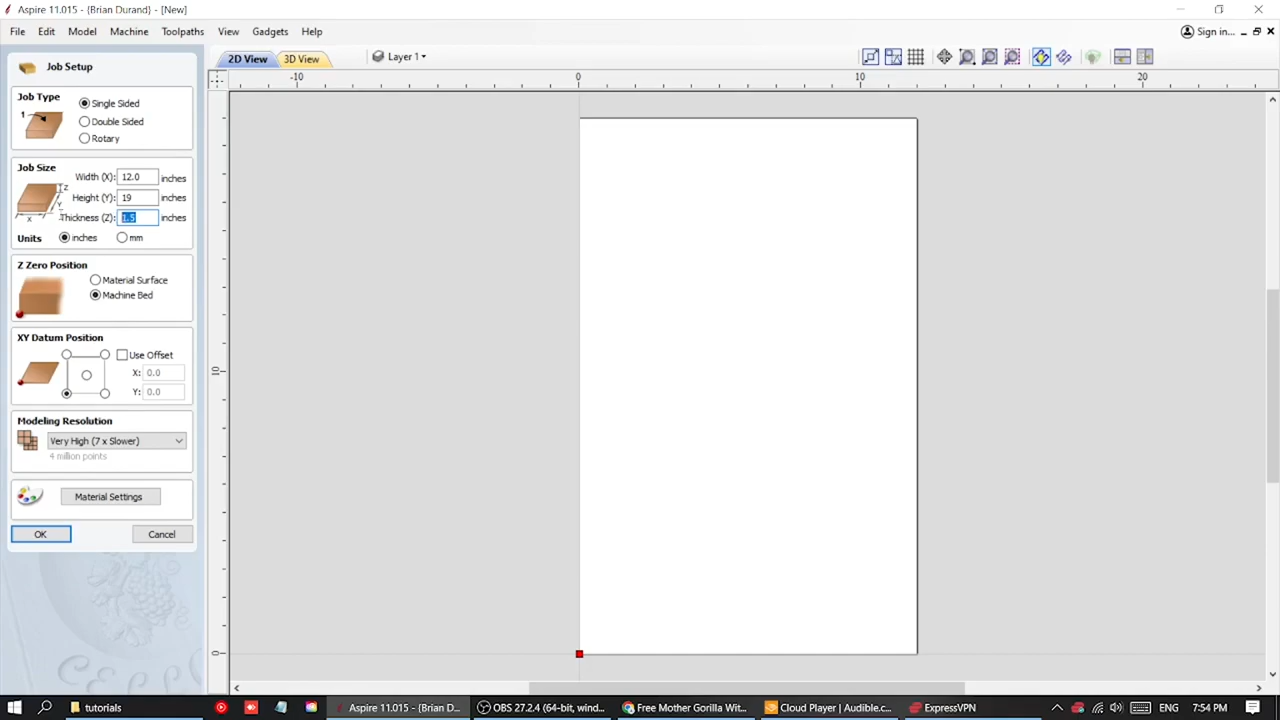 Aspire 11.015 - {Brian Durand} - [New]
File Edit Model Machine Toolpaths View Gadgets Help
Sign in...
Job Setup
2D View 3D View Layer 1
-10 0 10 20
Job Type
1
Single Sided
Double Sided
Rotary
Job Size
Width (X): 12.0 inches
Height (Y): 19 inches
Thickness (Z): 1.5 inches
Z
Y
X
Units inches mm
Z Zero Position
Material Surface
Machine Bed
XY Datum Position
Use Offset
X: 0.0
Y: 0.0
10
Modeling Resolution
Very High (7 x Slower)
4 million points
Material Settings
OK Cancel
0
tutorials
Aspire 11.015 - {Brian D...
OBS 27.2.4 (64-bit, wind...
Free Mother Gorilla Wit...
Cloud Player | Audible.c...
ExpressVPN
ENG 7:54 PM